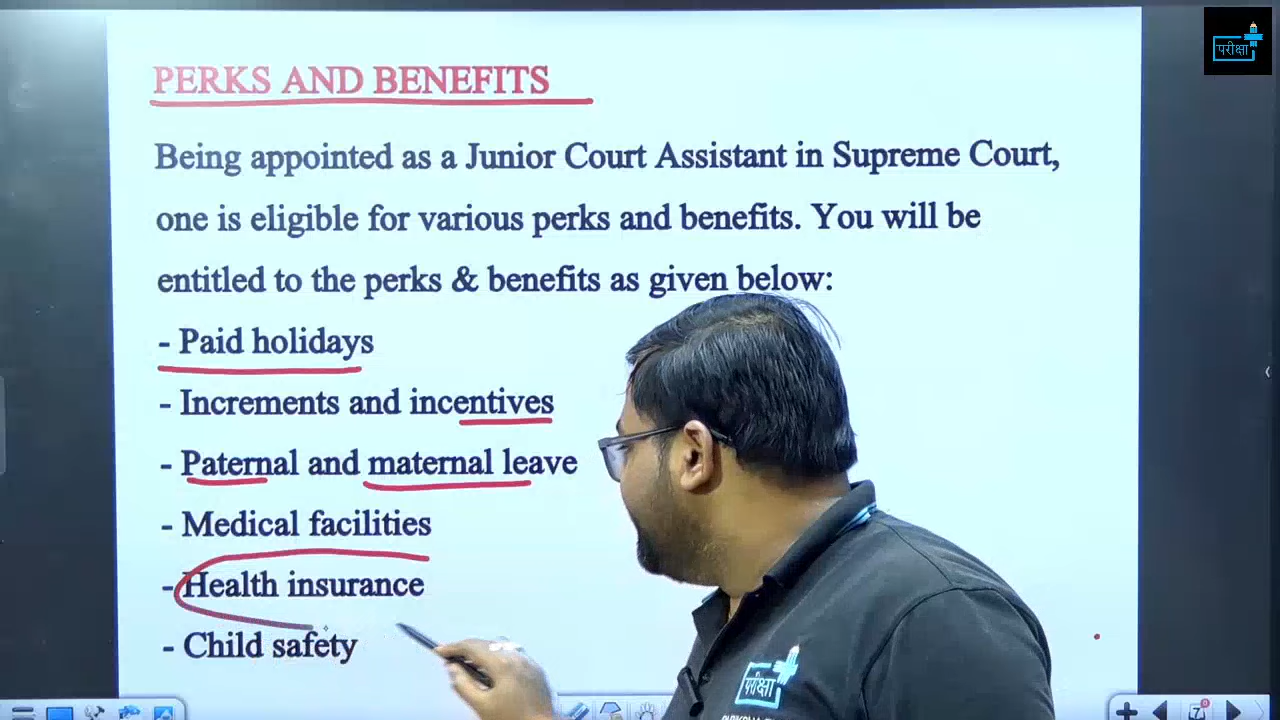 परीक्षा
PERKS AND BENEFITS
Being appointed as a Junior Court Assistant in Supreme Court,
one is eligible for various perks and benefits. You will be
entitled to the perks & benefits as given below:
- Paid holidays
- Increments and incentives
- Paternal and maternal leave
- Medical facilities
- Health insurance
- Child safety
परीक्षा
7